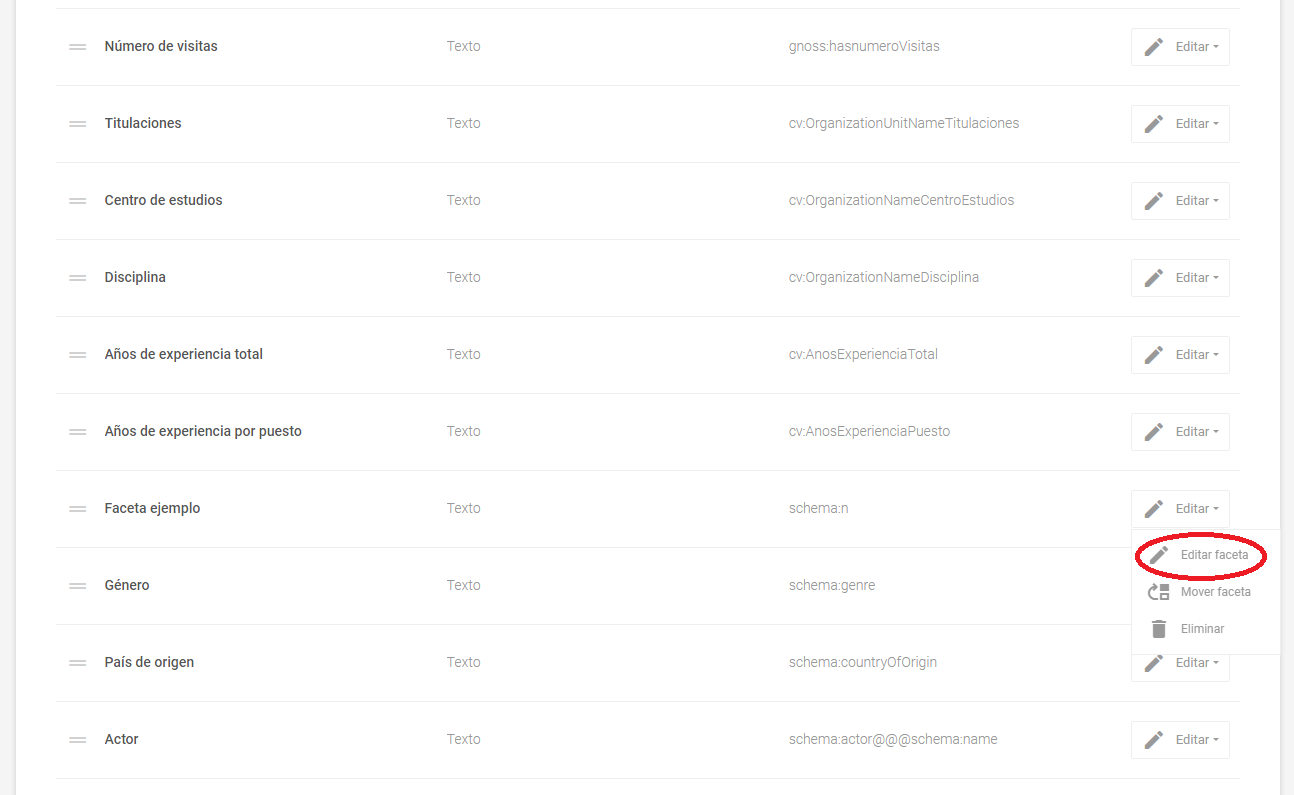 Número de visitas Texto gnoss:hasnumeroVisitas Editar
Titulaciones Texto cv:OrganizationUnitNameTitulaciones Editar
Centro de estudios Texto cv:OrganizationNameCentroEstudios Editar
Disciplina Texto cv:OrganizationNameDisciplina Editar
Años de experiencia total Texto cv:AnosExperienciaTotal Editar
Años de experiencia por puesto Texto cv:AnosExperienciaPuesto Editar
Faceta ejemplo Texto schema:n Editar
Editar faceta
Género Texto schema:genre Mover faceta
Eliminar
País de origen Texto schema:countryOfOrigin Editar
Actor Texto schema:actor@@@schema:name Editar